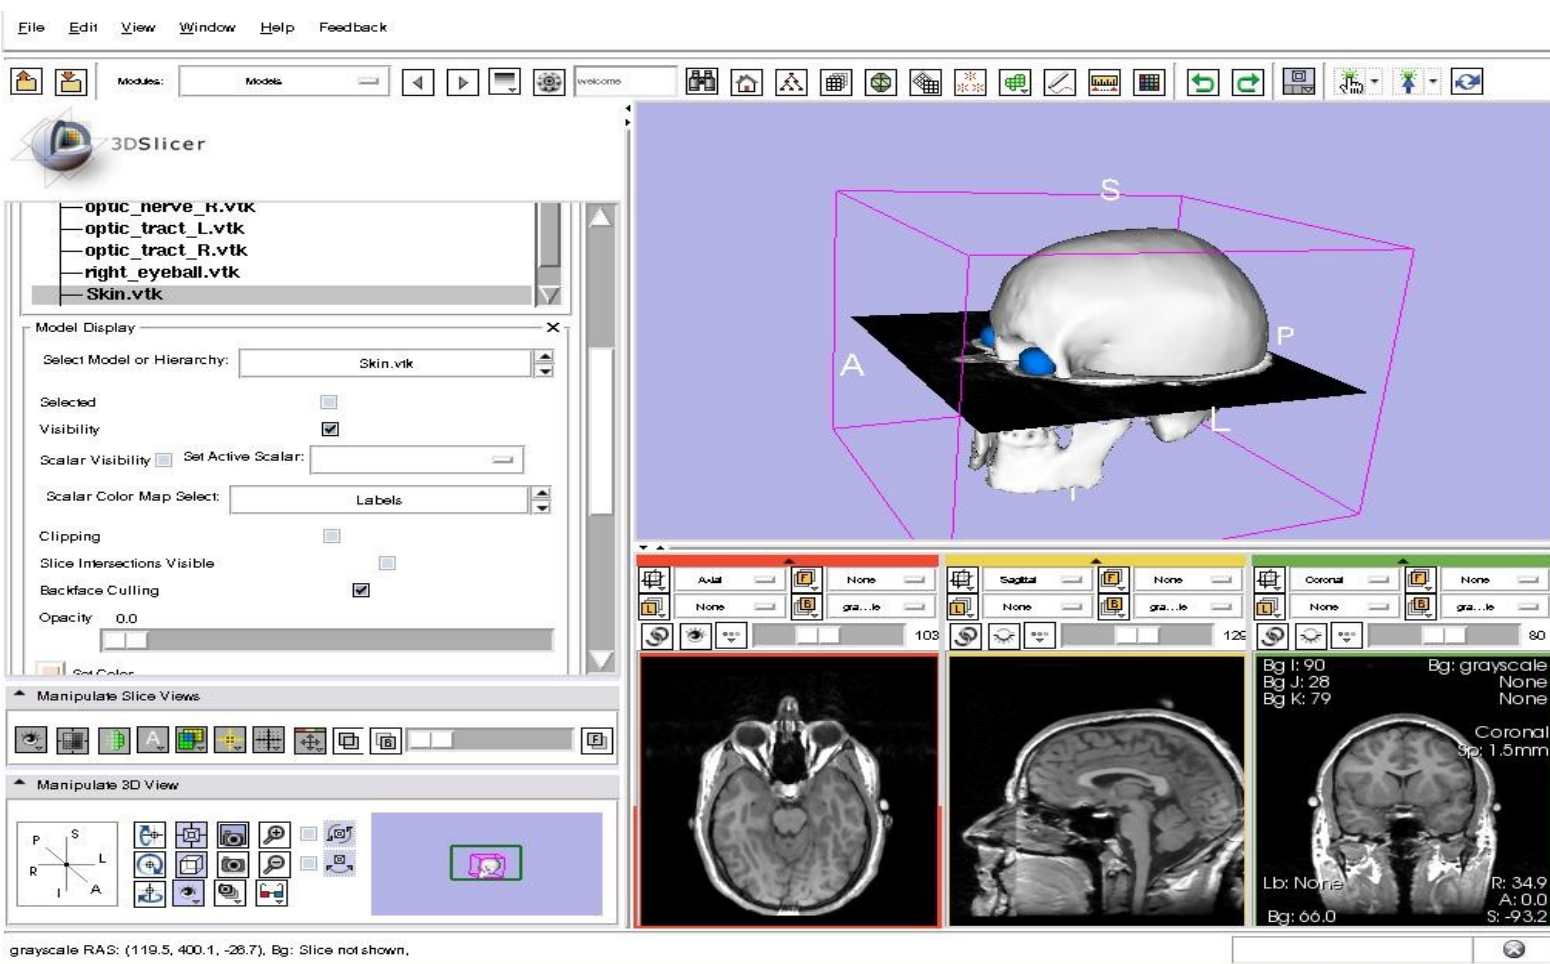 File Edit View Window Help Feedback
Modules: Models welcome
3DSlicer
optic_nerve_R.vtk
optic_tract_L.vtk
optic_tract_R.vtk
right_eyeball.vtk
Skin.vtk
Model Display
Select Model or Hierarchy: Skin.vtk
Selected
Visibility
Scalar Visibility Set Active Scalar:
Scalar Color Map Select: Labels
Clipping
Slice Intersections Visible
Backface Culling
Opacity 0.0
Set Color
Manipulate Slice Views
A
B
F
Manipulate 3D View
P S
R L
I A
S
P
A
L
I
Axial F None
L None B gra...le
103
Sagittal F None
L None B gra...le
129
Coronal F None
L None B gra...le
80
Bg I: 90 Bg: grayscale
Bg J: 28 None
Bg K: 79 None
Coronal
Sp: 1.5mm
Lb: None R: 34.9
A: 0.0
Bg: 66.0 S: -93.2
grayscale RAS: (119.5, 400.1, -26.7), Bg: Slice not shown,